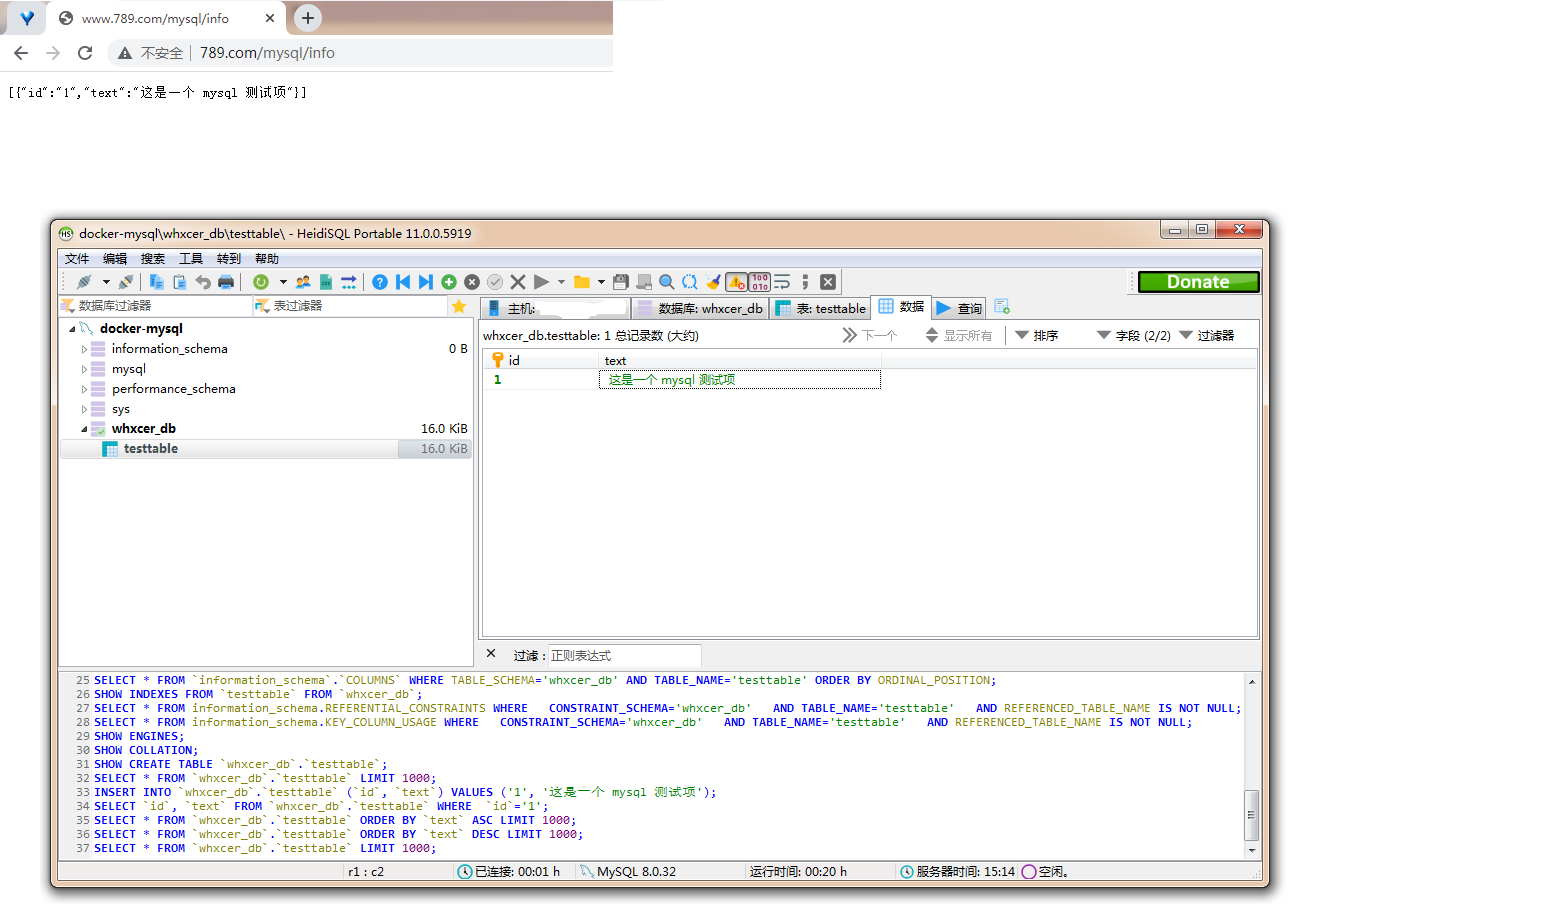 www.789.com/mysql/info
不安全 789.com/mysql/info
[{"id":"1","text":"这是一个 mysql 测试项"}]
docker-mysql\whxcer_db\testtable\ - HeidiSQL Portable 11.0.0.5919
文件 编辑 搜索 工具 转到 帮助
Donate
数据库过滤器 表过滤器
主机: 数据库: whxcer_db 表: testtable 数据 查询
docker-mysql
information_schema 0 B
mysql
performance_schema
sys
whxcer_db 16.0 KiB
testtable 16.0 KiB
whxcer_db.testtable: 1 总记录数 (大约) 下一个 显示所有 排序 字段 (2/2) 过滤器
id text
1 这是一个 mysql 测试项
过滤: 正则表达式
25 SELECT * FROM `information_schema`.`COLUMNS` WHERE TABLE_SCHEMA='whxcer_db' AND TABLE_NAME='testtable' ORDER BY ORDINAL_POSITION;
26 SHOW INDEXES FROM `testtable` FROM `whxcer_db`;
27 SELECT * FROM information_schema.REFERENTIAL_CONSTRAINTS WHERE   CONSTRAINT_SCHEMA='whxcer_db'   AND TABLE_NAME='testtable'   AND REFERENCED_TABLE_NAME IS NOT NULL;
28 SELECT * FROM information_schema.KEY_COLUMN_USAGE WHERE   CONSTRAINT_SCHEMA='whxcer_db'   AND TABLE_NAME='testtable'   AND REFERENCED_TABLE_NAME IS NOT NULL;
29 SHOW ENGINES;
30 SHOW COLLATION;
31 SHOW CREATE TABLE `whxcer_db`.`testtable`;
32 SELECT * FROM `whxcer_db`.`testtable` LIMIT 1000;
33 INSERT INTO `whxcer_db`.`testtable` (`id`, `text`) VALUES ('1', '这是一个 mysql 测试项');
34 SELECT `id`, `text` FROM `whxcer_db`.`testtable` WHERE  `id`='1';
35 SELECT * FROM `whxcer_db`.`testtable` ORDER BY `text` ASC LIMIT 1000;
36 SELECT * FROM `whxcer_db`.`testtable` ORDER BY `text` DESC LIMIT 1000;
37 SELECT * FROM `whxcer_db`.`testtable` LIMIT 1000;
r1 : c2 已连接: 00:01 h MySQL 8.0.32 运行时间: 00:20 h 服务器时间: 15:14 空闲。